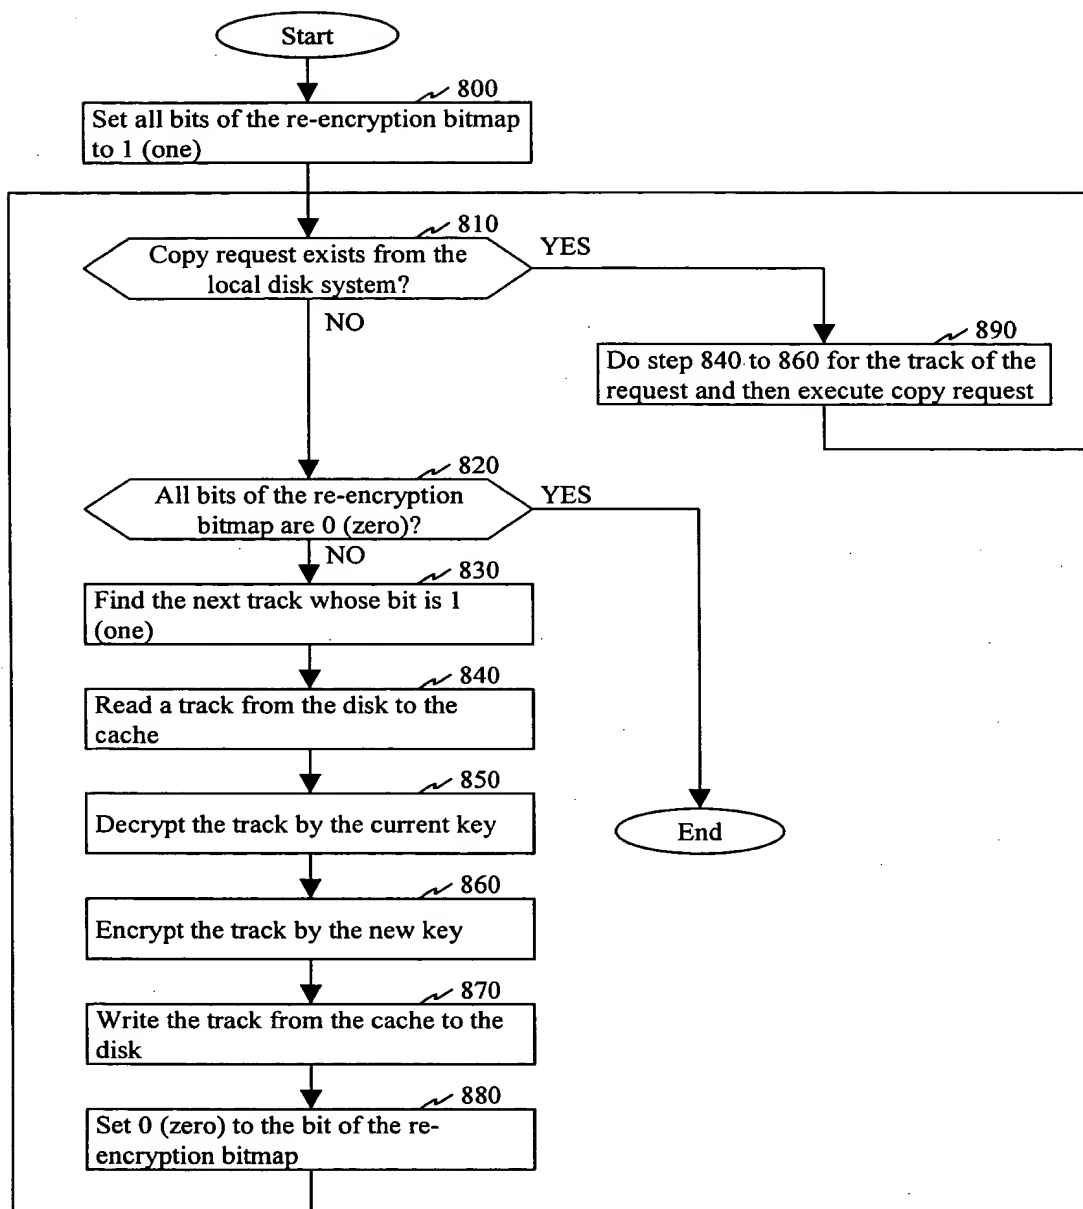 Start
800
Set all bits of the re-encryption bitmap
to 1 (one)
810
Copy request exists from the
local disk system?
YES
NO
890
Do step 840 to 860 for the track of the
request and then execute copy request
820
All bits of the re-encryption
bitmap are 0 (zero)?
YES
NO
830
Find the next track whose bit is 1
(one)
840
Read a track from the disk to the
cache
850
Decrypt the track by the current key
End
860
Encrypt the track by the new key
870
Write the track from the cache to the
disk
880
Set 0 (zero) to the bit of the re-
encryption bitmap